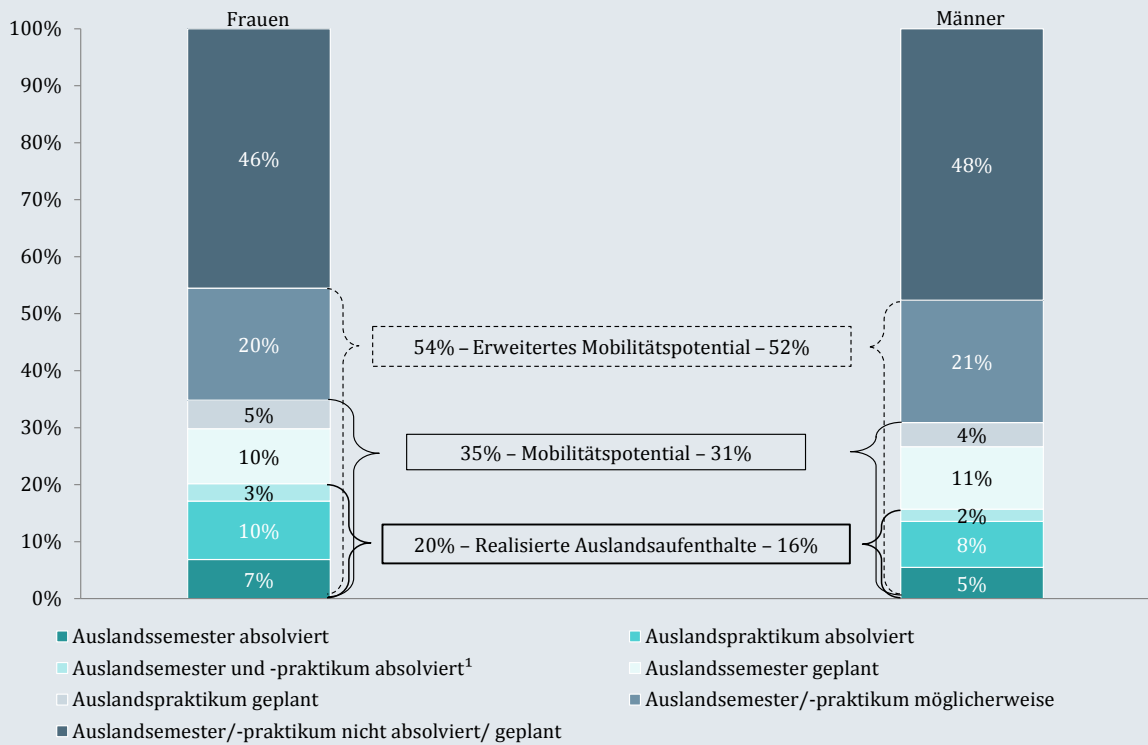 Frauen
Männer
100%
90%
80%
70%
60%
50%
40%
30%
20%
10%
0%
46%
20%
5%
10%
3%
10%
7%
48%
21%
4%
11%
2%
8%
5%
54% – Erweitertes Mobilitätspotential – 52%
35% – Mobilitätspotential – 31%
20% – Realisierte Auslandsaufenthalte – 16%
Auslandssemester absolviert
Auslandspraktikum absolviert
Auslandsemester und -praktikum absolviert¹
Auslandssemester geplant
Auslandspraktikum geplant
Auslandsemester/-praktikum möglicherweise
Auslandsemester/-praktikum nicht absolviert/ geplant